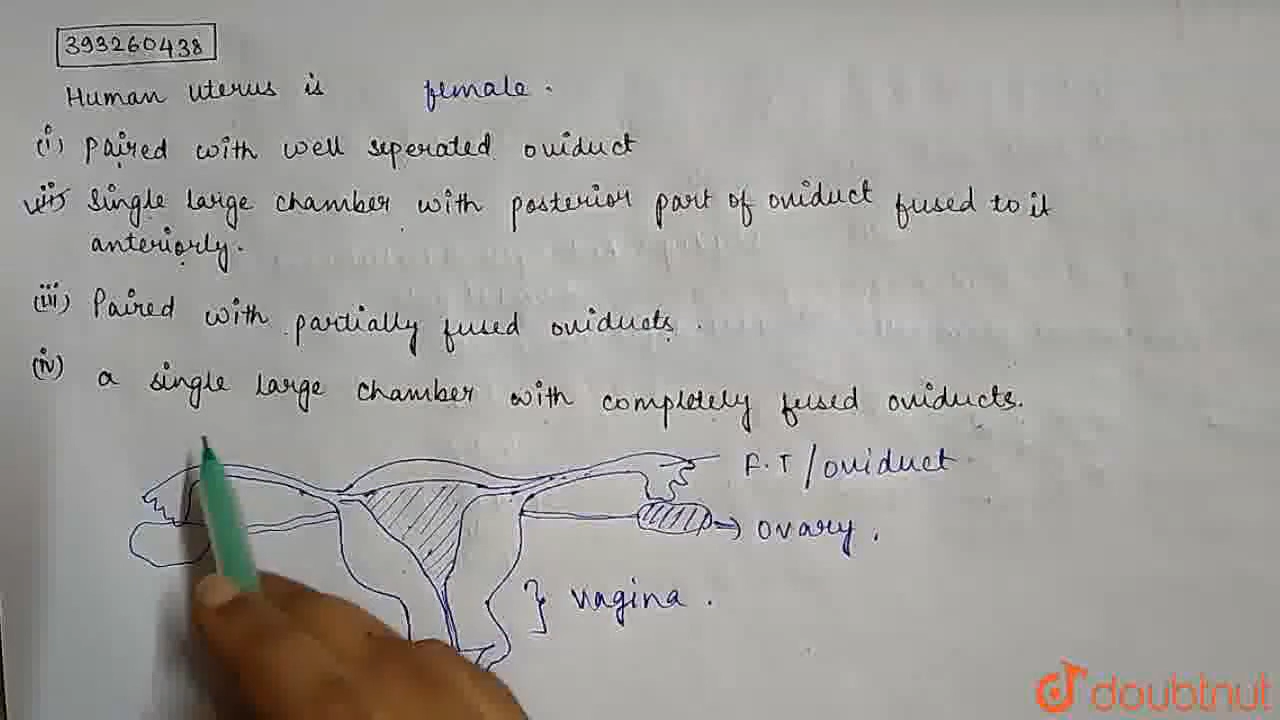 393260438
Human uterus is female.
(i) Paired with well seperated oviduct
(ii) Single large chamber with posterior part of oviduct fused to it
anteriorly.
(iii) Paired with partially fused oviducts.
(iv) a single large chamber with completely fused oviducts.
F.T/oviduct
→ ovary.
} vagina.
doubtnut